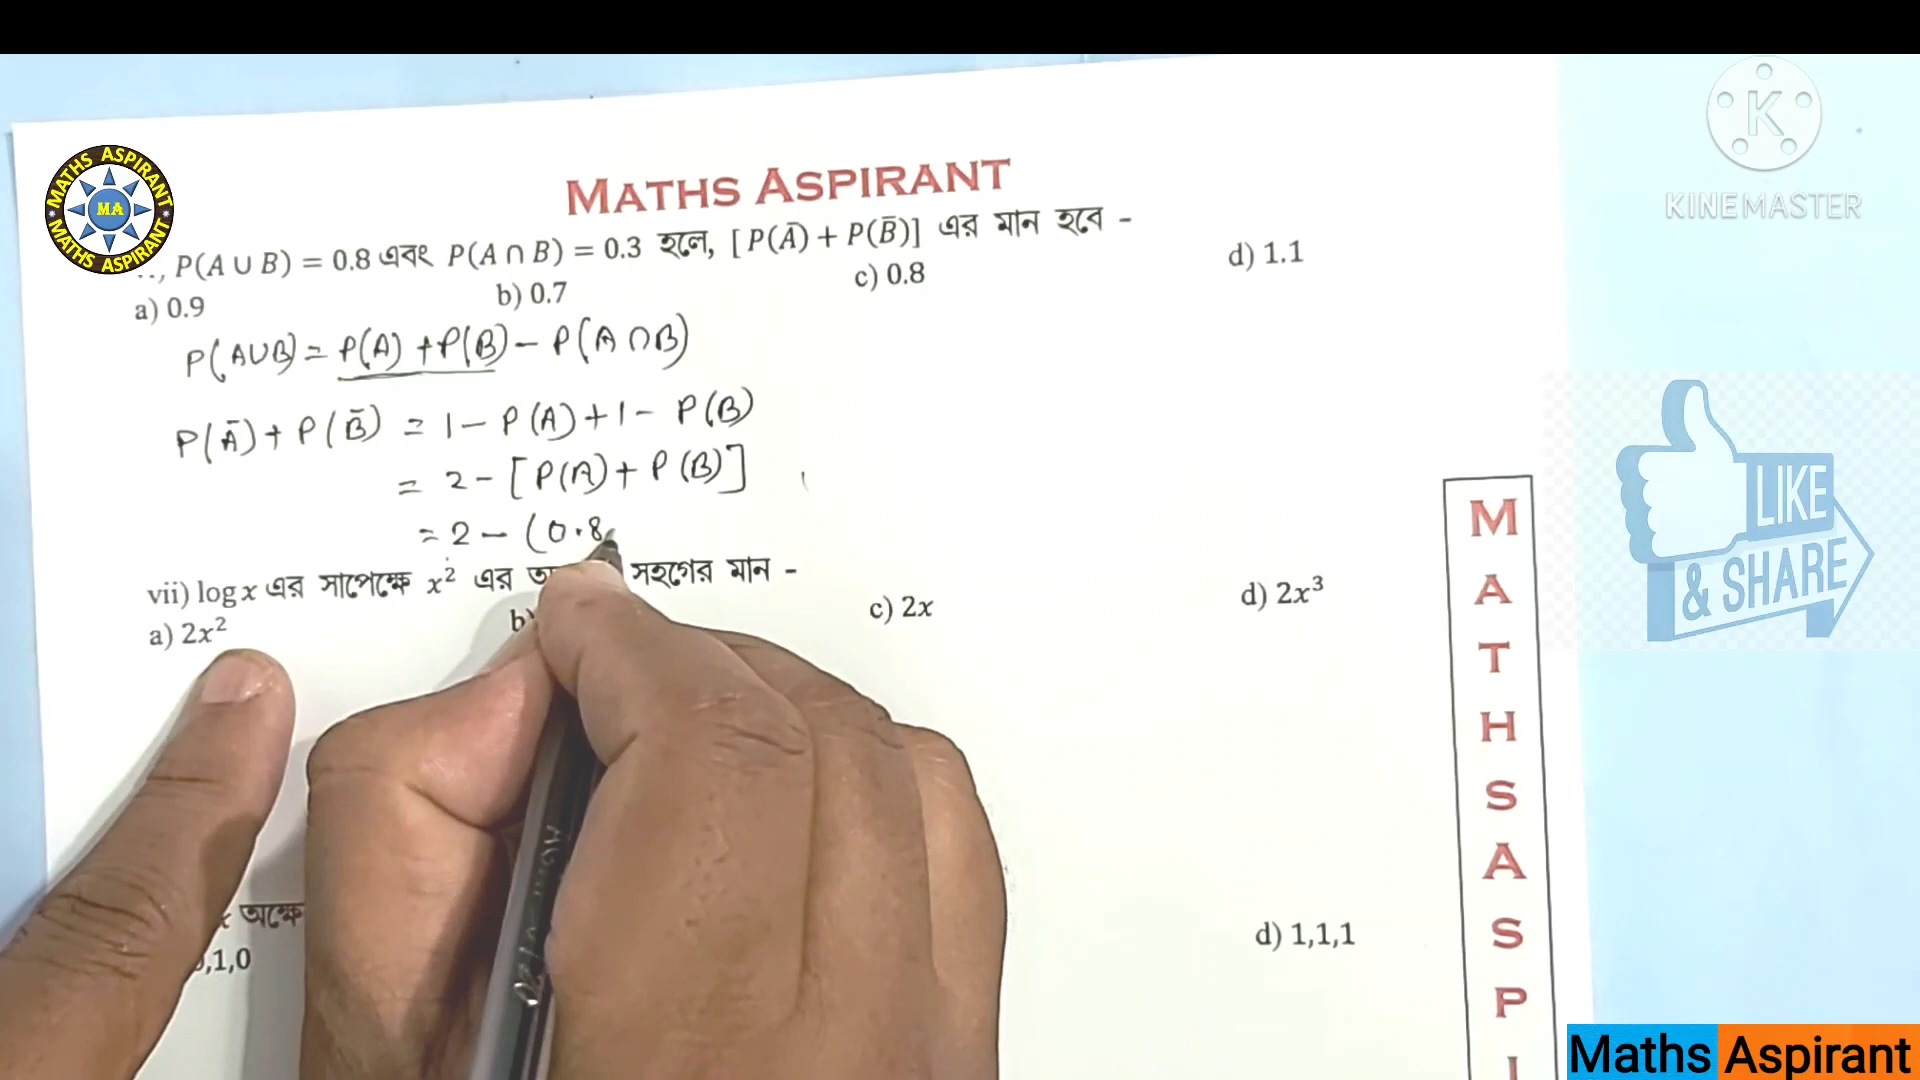 MATHS ASPIRANT
MA
MATHS ASPIRANT
MATHS ASPIRANT
K
KINEMASTER
P(A ∪ B) = 0.8 এবং P(A ∩ B) = 0.3 হলে, [P(Ā) + P(B̄)] এর মান হবে -
a) 0.9 b) 0.7 c) 0.8 d) 1.1
P(A∪B) = P(A) + P(B) - P(A ∩ B)
P(Ā) + P(B̄) = 1 - P(A) + 1 - P(B)
= 2 - [P(A) + P(B)]
= 2 - (0.8
vii) log x এর সাপেক্ষে x² এর সহগের মান -
a) 2x² b) c) 2x d) 2x³
LIKE
& SHARE
x অক্ষে
,1,0 d) 1,1,1
M
A
T
H
S
A
S
P
I
Maths Aspirant